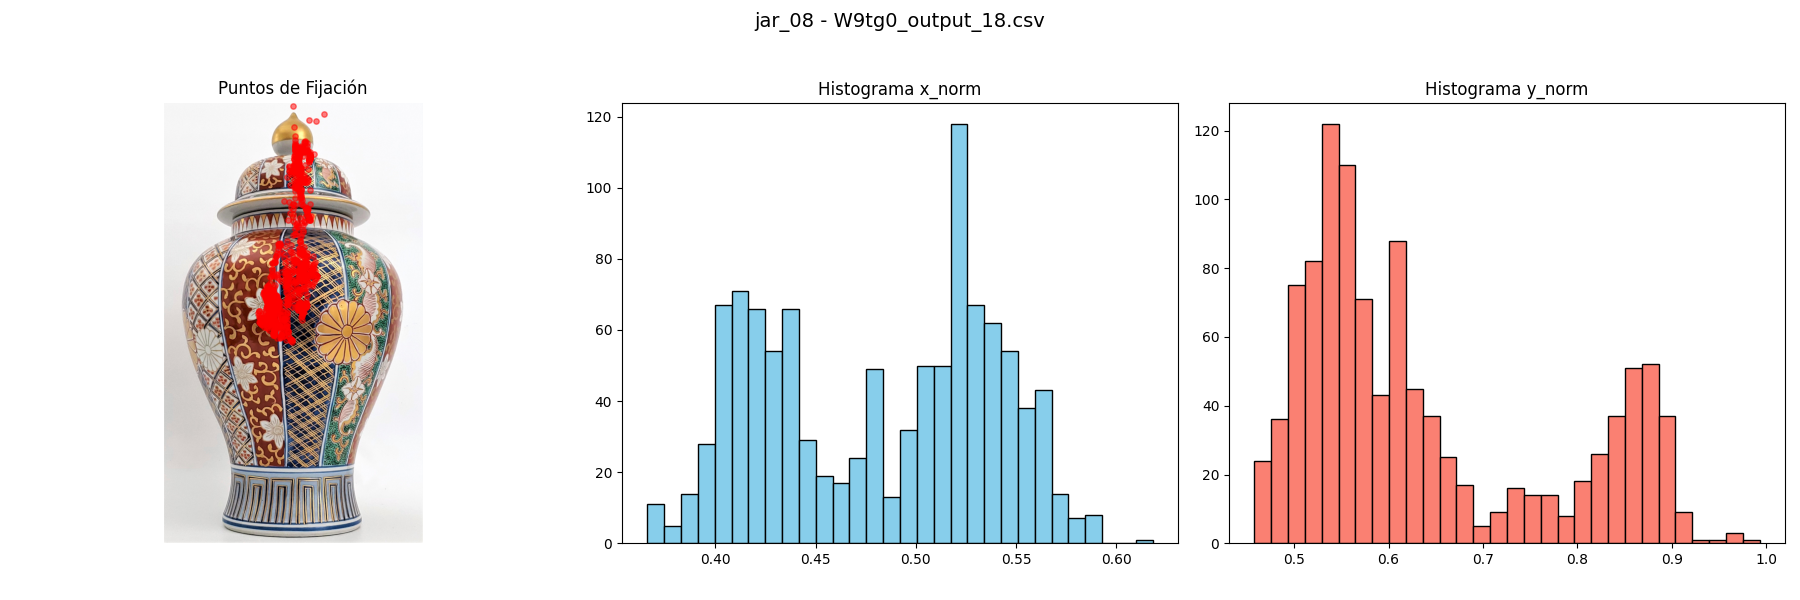 jar_08 - W9tg0_output_18.csv
Puntos de Fijación
Histograma x_norm
Histograma y_norm
120
100
80
60
40
20
0
0.40 0.45 0.50 0.55 0.60
120
100
80
60
40
20
0
0.5 0.6 0.7 0.8 0.9 1.0